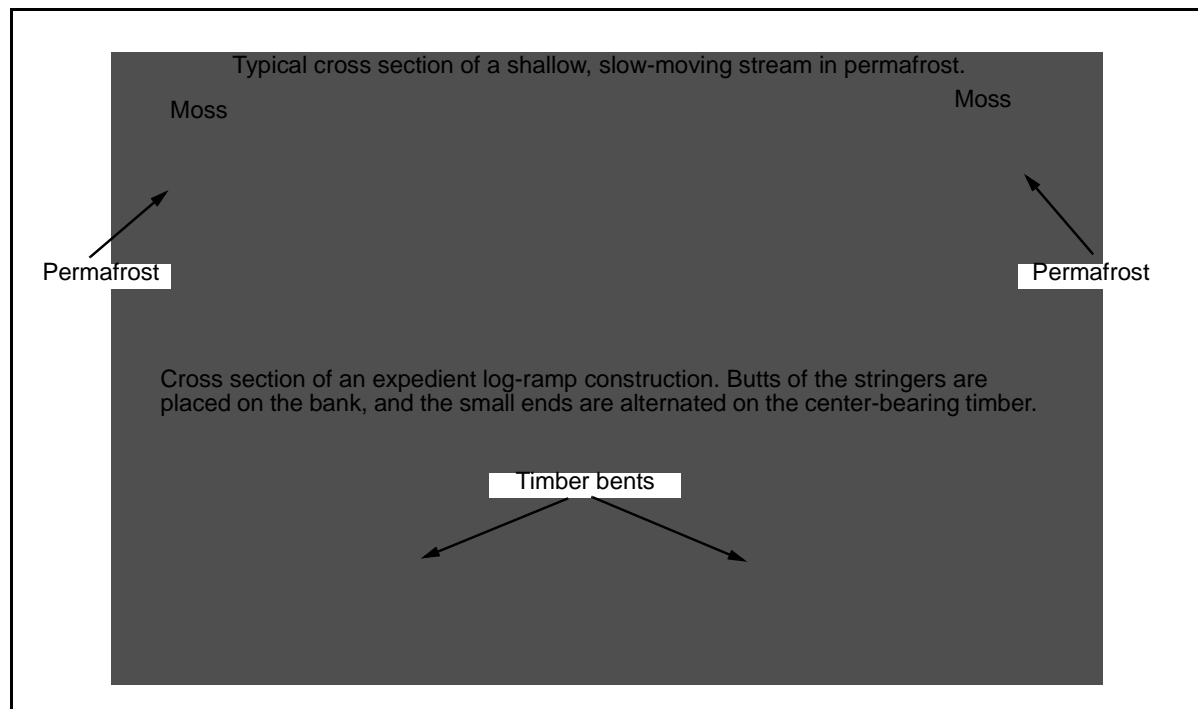 Typical cross section of a shallow, slow-moving stream in permafrost.
Moss
Moss
Permafrost
Permafrost
Cross section of an expedient log-ramp construction. Butts of the stringers are
placed on the bank, and the small ends are alternated on the center-bearing timber.
Timber bents